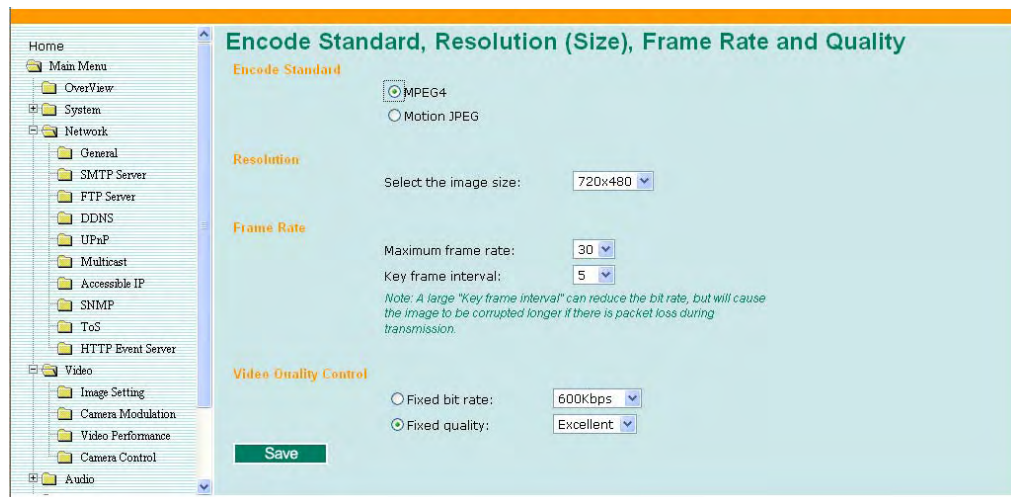 Home
Main Menu
OverView
System
Network
General
SMTP Server
FTP Server
DDNS
UPnP
Multicast
Accessible IP
SNMP
ToS
HTTP Event Server
Video
Image Setting
Camera Modulation
Video Performance
Camera Control
Audio
Encode Standard, Resolution (Size), Frame Rate and Quality
Encode Standard
MPEG4
Motion JPEG
Resolution
Select the image size: 720x480
Frame Rate
Maximum frame rate: 30
Key frame interval: 5
Note: A large "Key frame interval" can reduce the bit rate, but will cause
the image to be corrupted longer if there is packet loss during
transmission.
Video Quality Control
Fixed bit rate: 600Kbps
Fixed quality: Excellent
Save